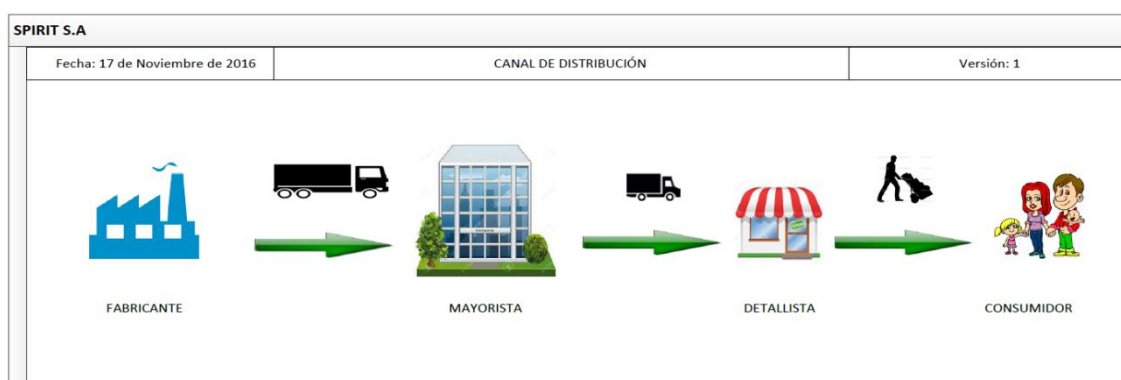 SPIRIT S.A
Fecha: 17 de Noviembre de 2016
CANAL DE DISTRIBUCIÓN
Versión: 1
FABRICANTE
MAYORISTA
DETALLISTA
CONSUMIDOR